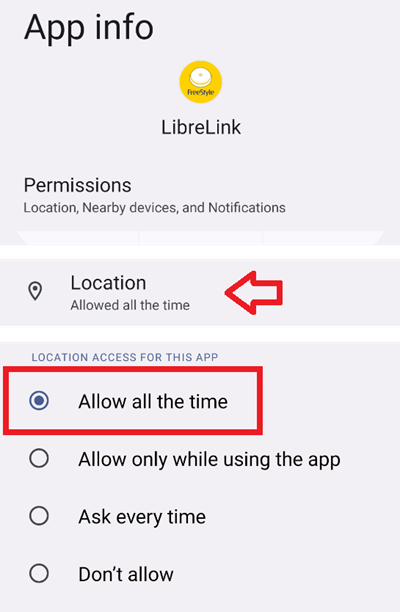 App info
FreeStyle
LibreLink
Permissions
Location, Nearby devices, and Notifications
Location
Allowed all the time
LOCATION ACCESS FOR THIS APP
Allow all the time
Allow only while using the app
Ask every time
Don't allow